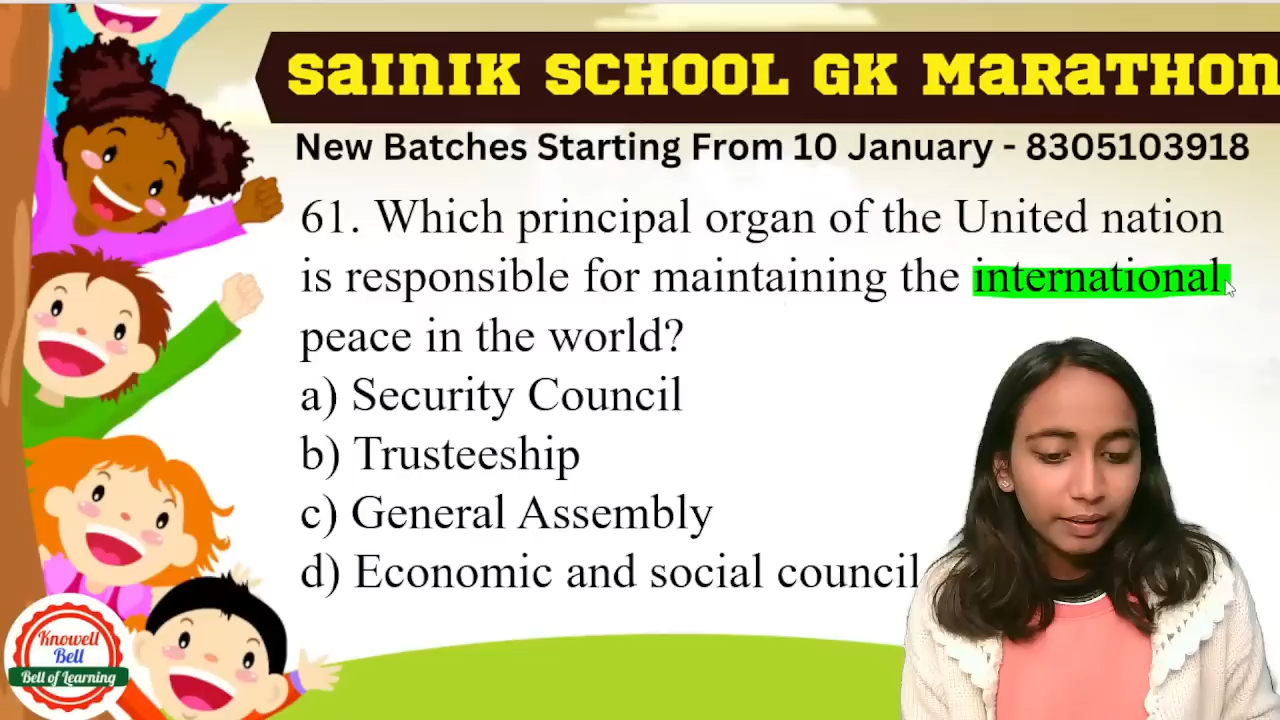 SAINIK SCHOOL GK MARATHON
New Batches Starting From 10 January - 8305103918
61. Which principal organ of the United nation
is responsible for maintaining the international
peace in the world?
a) Security Council
b) Trusteeship
c) General Assembly
d) Economic and social council
Knowell
Bell
Bell of Learning